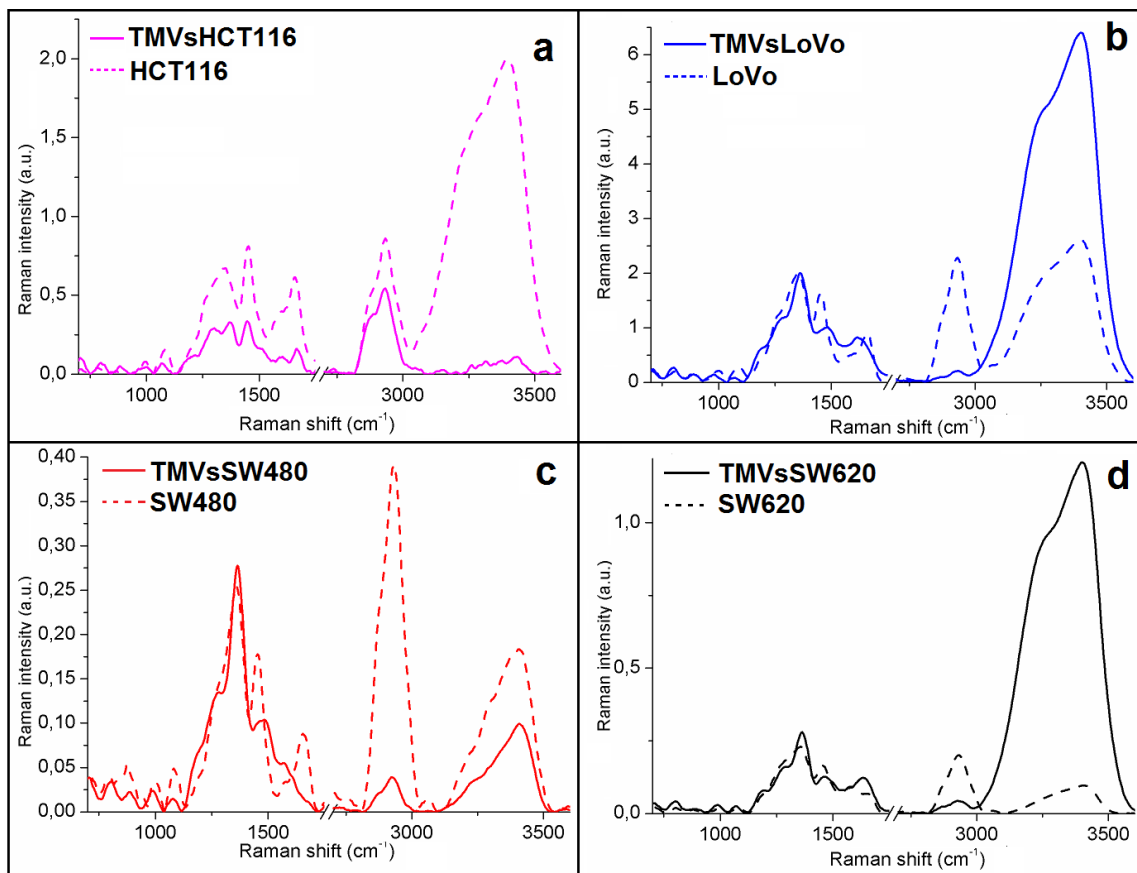 TMVsHCT116
HCT116
a
2,0
1,5
1,0
0,5
0,0
Raman intensity (a.u.)
1000 1500 3000 3500
Raman shift (cm⁻¹)
TMVsLoVo
LoVo
b
6
5
4
3
2
1
0
Raman intensity (a.u.)
1000 1500 3000 3500
Raman shift (cm⁻¹)
TMVsSW480
SW480
c
0,40
0,35
0,30
0,25
0,20
0,15
0,10
0,05
0,00
Raman intensity (a.u.)
1000 1500 3000 3500
Raman shift (cm⁻¹)
TMVsSW620
SW620
d
1,0
0,5
0,0
Raman intensity (a.u.)
1000 1500 3000 3500
Raman shift (cm⁻¹)